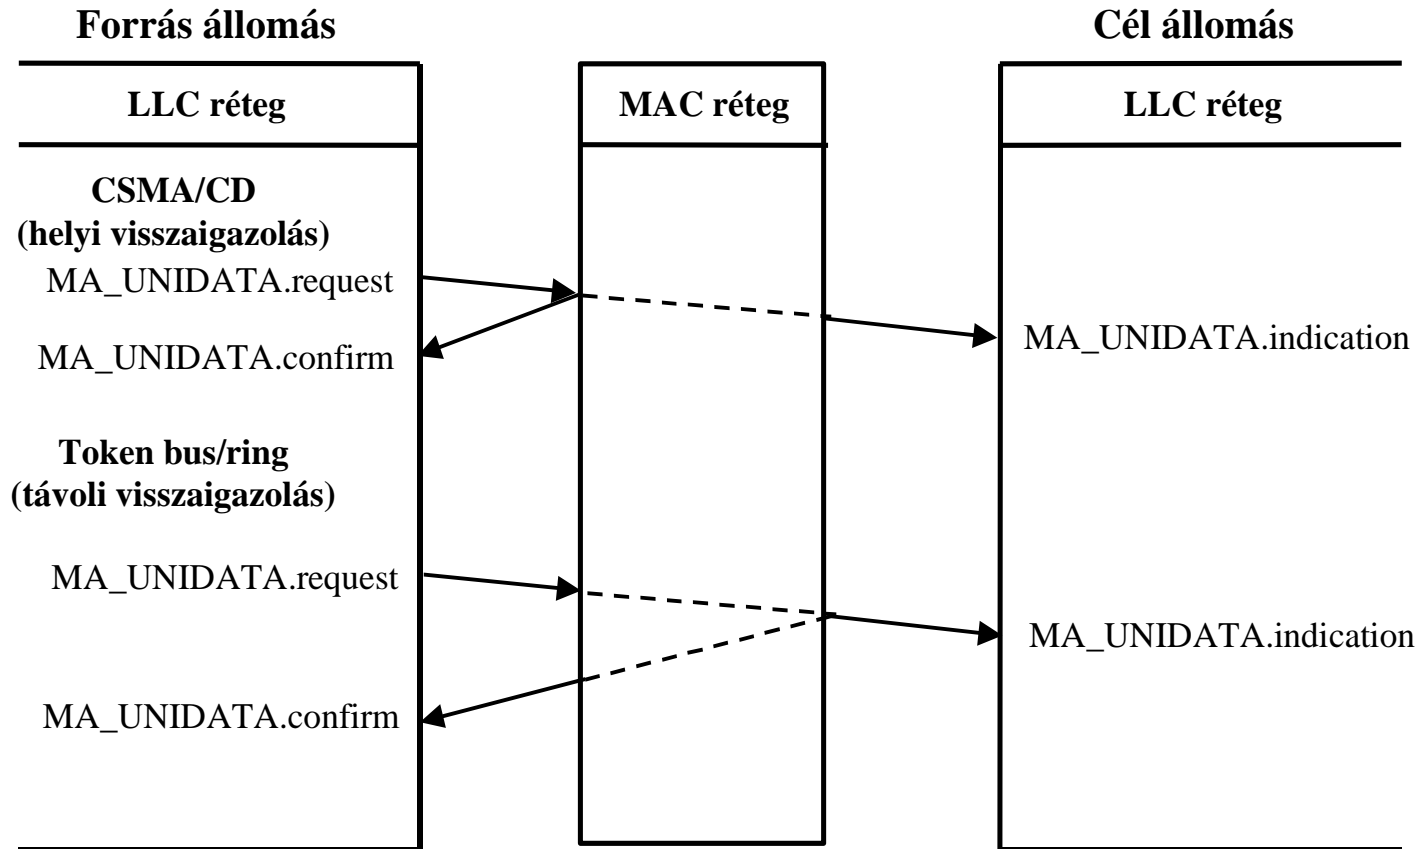 Forrás állomás
Cél állomás
LLC réteg
MAC réteg
LLC réteg
CSMA/CD
(helyi visszaigazolás)
MA_UNIDATA.request
MA_UNIDATA.confirm
MA_UNIDATA.indication
Token bus/ring
(távoli visszaigazolás)
MA_UNIDATA.request
MA_UNIDATA.indication
MA_UNIDATA.confirm